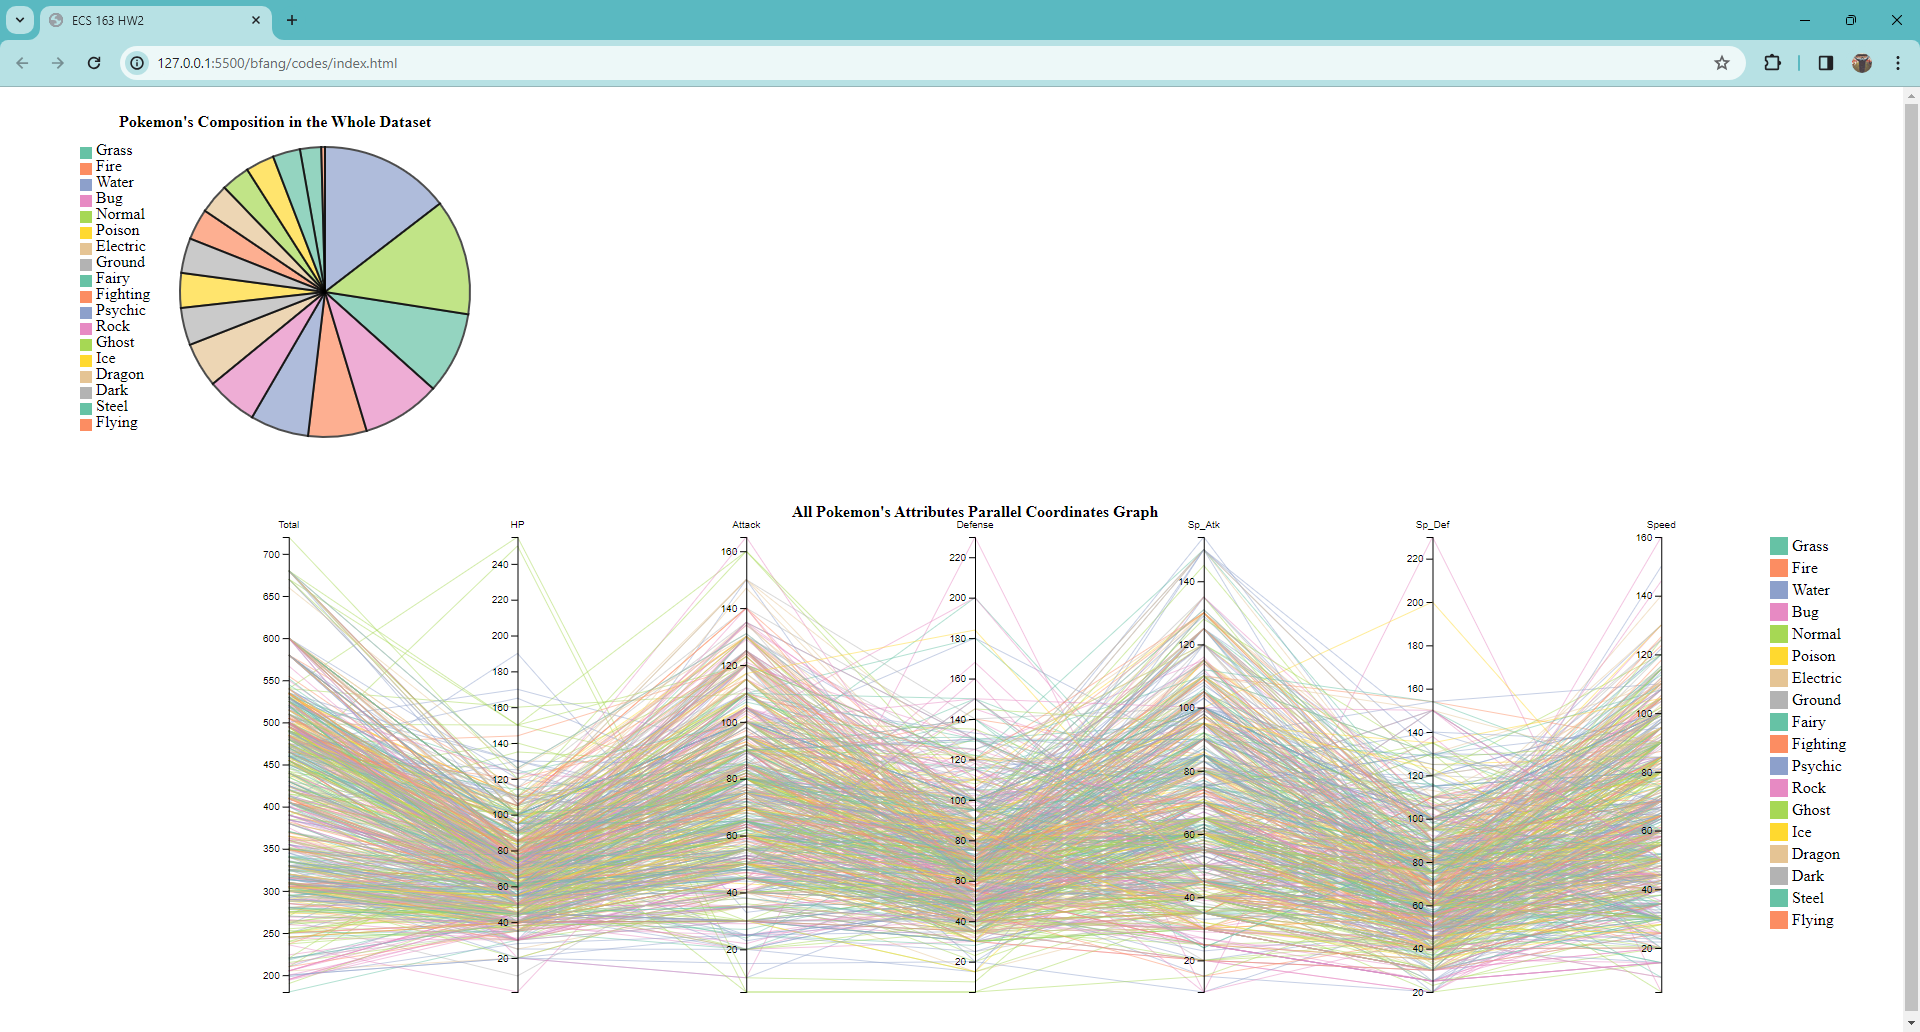 ECS 163 HW2
127.0.0.1:5500/bfang/codes/index.html
Pokemon's Composition in the Whole Dataset
Grass
Fire
Water
Bug
Normal
Poison
Electric
Ground
Fairy
Fighting
Psychic
Rock
Ghost
Ice
Dragon
Dark
Steel
Flying
All Pokemon's Attributes Parallel Coordinates Graph
Total HP Attack Defense Sp_Atk Sp_Def Speed
700
650
600
550
500
450
400
350
300
250
200
240
220
200
180
160
140
120
100
80
60
40
20
160
140
120
100
80
60
40
20
220
200
180
160
140
120
100
80
60
40
20
140
120
100
80
60
40
20
220
200
180
160
140
120
100
80
60
40
20
160
140
120
100
80
60
40
20
Grass
Fire
Water
Bug
Normal
Poison
Electric
Ground
Fairy
Fighting
Psychic
Rock
Ghost
Ice
Dragon
Dark
Steel
Flying